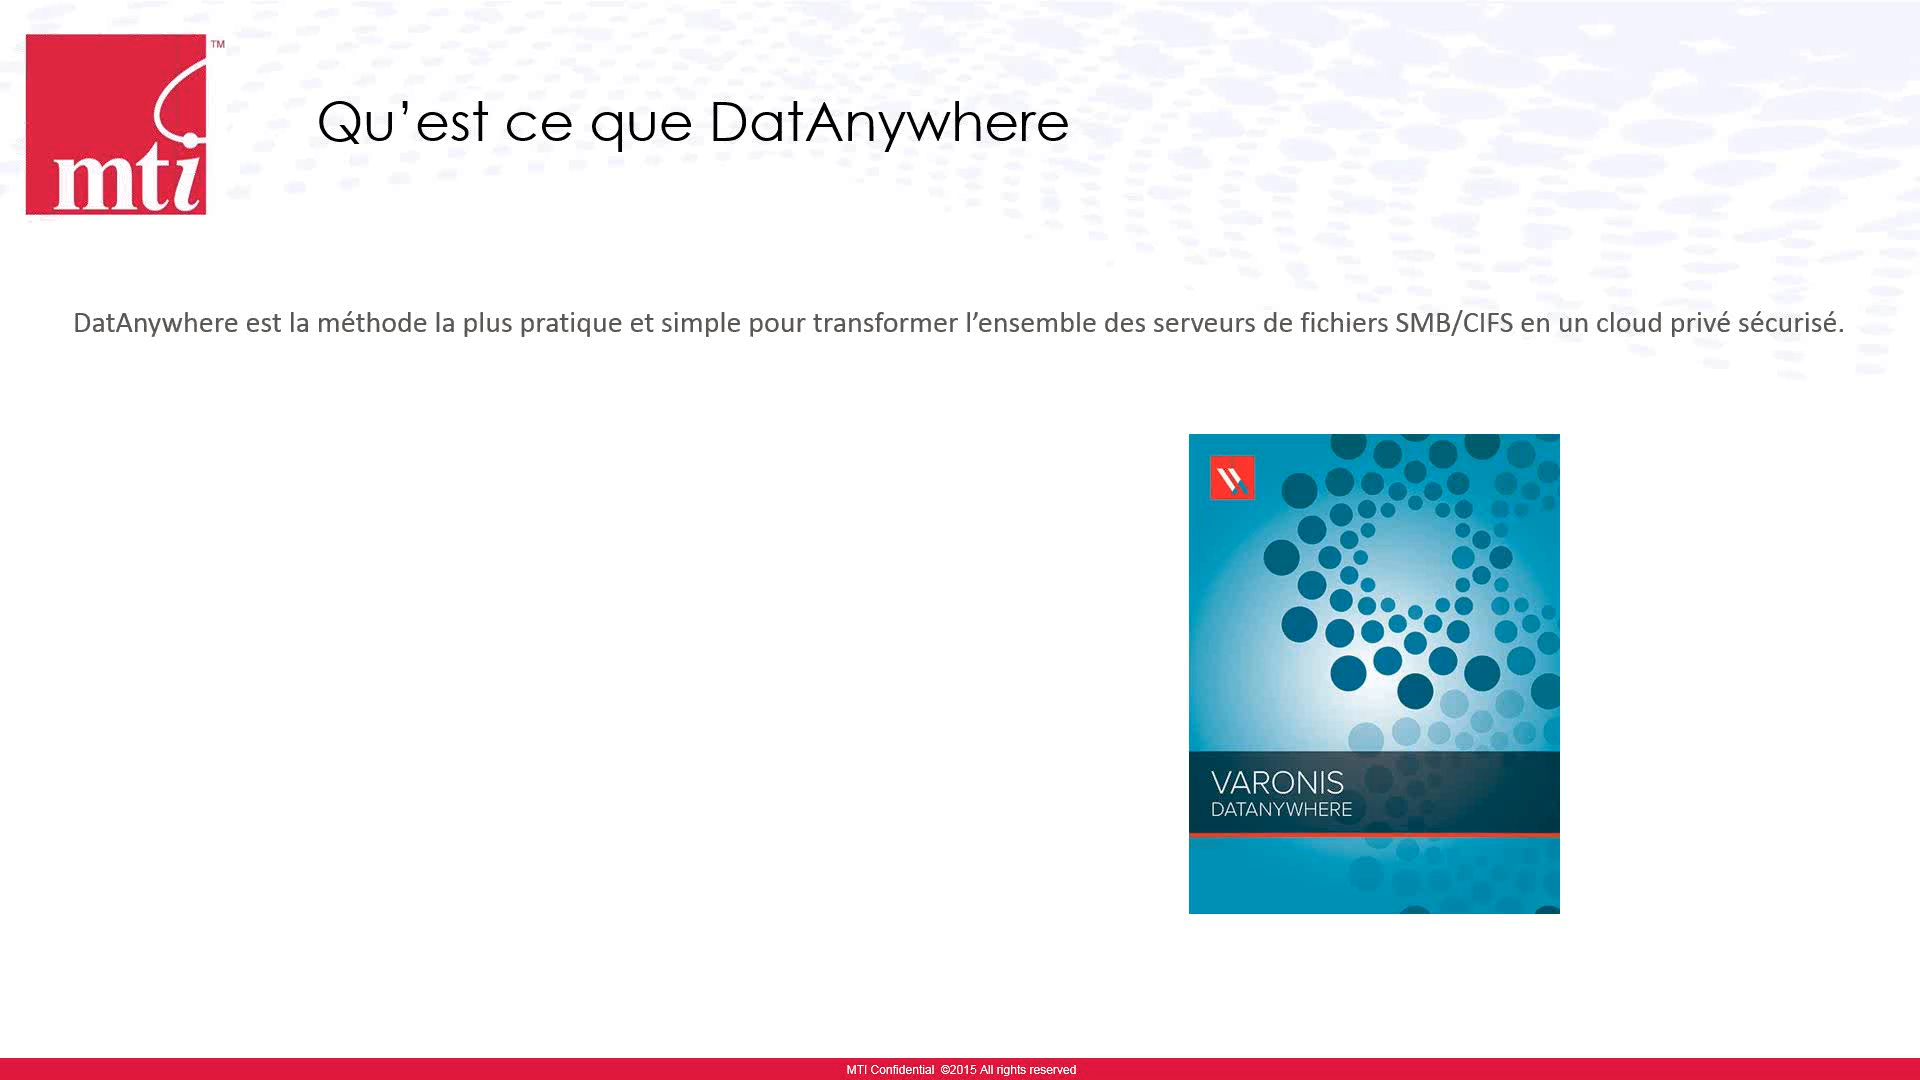 mti
TM
Qu’est ce que DatAnywhere
DatAnywhere est la méthode la plus pratique et simple pour transformer l’ensemble des serveurs de fichiers SMB/CIFS en un cloud privé sécurisé.
VARONIS
DATANYWHERE
MTI Confidential ©2015 All rights reserved